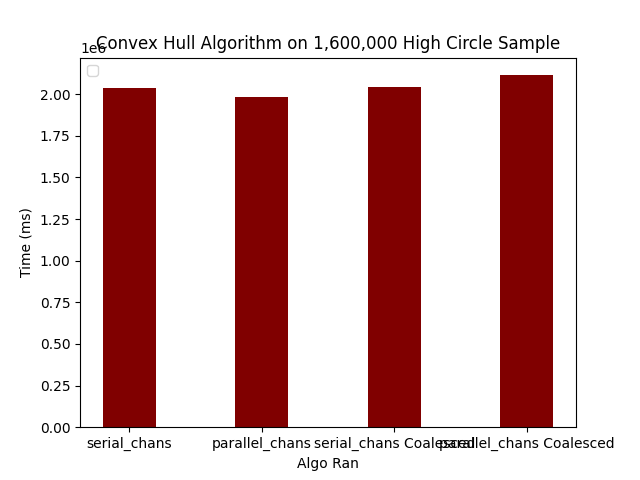 Convex Hull Algorithm on 1,600,000 High Circle Sample
1e6
2.00
1.75
1.50
1.25
1.00
0.75
0.50
0.25
0.00
Time (ms)
serial_chans parallel_chans serial_chans Coalesced parallel_chans Coalesced
Algo Ran